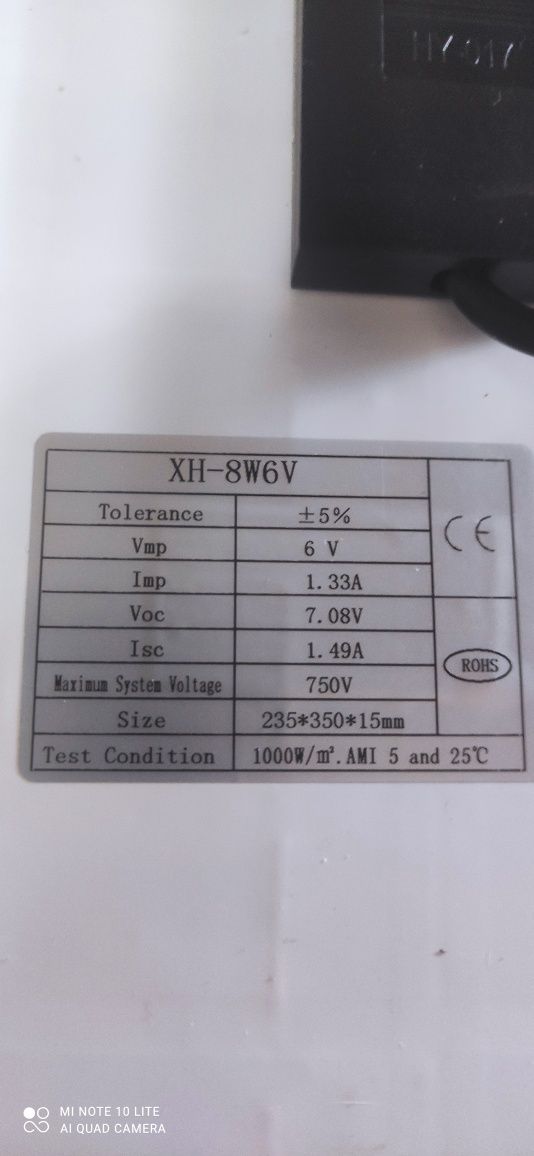 XH-8W6V
Tolerance ±5%
Vmp 6 V
CE
Imp 1.33A
Voc 7.08V
Isc 1.49A
ROHS
Maximum System Voltage 750V
Size 235*350*15mm
Test Condition 1000W/m². AMI 5 and 25℃
MI NOTE 10 LITE
AI QUAD CAMERA